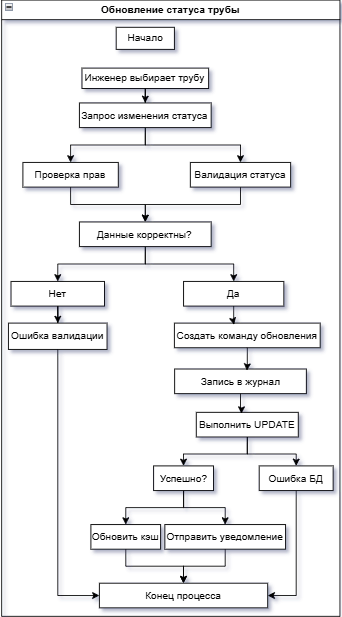 Обновление статуса трубы
Начало
Инженер выбирает трубу
Запрос изменения статуса
Проверка прав
Валидация статуса
Данные корректны?
Нет
Да
Ошибка валидации
Создать команду обновления
Запись в журнал
Выполнить UPDATE
Успешно?
Ошибка БД
Обновить кэш
Отправить уведомление
Конец процесса